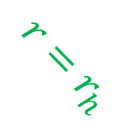 r = rh